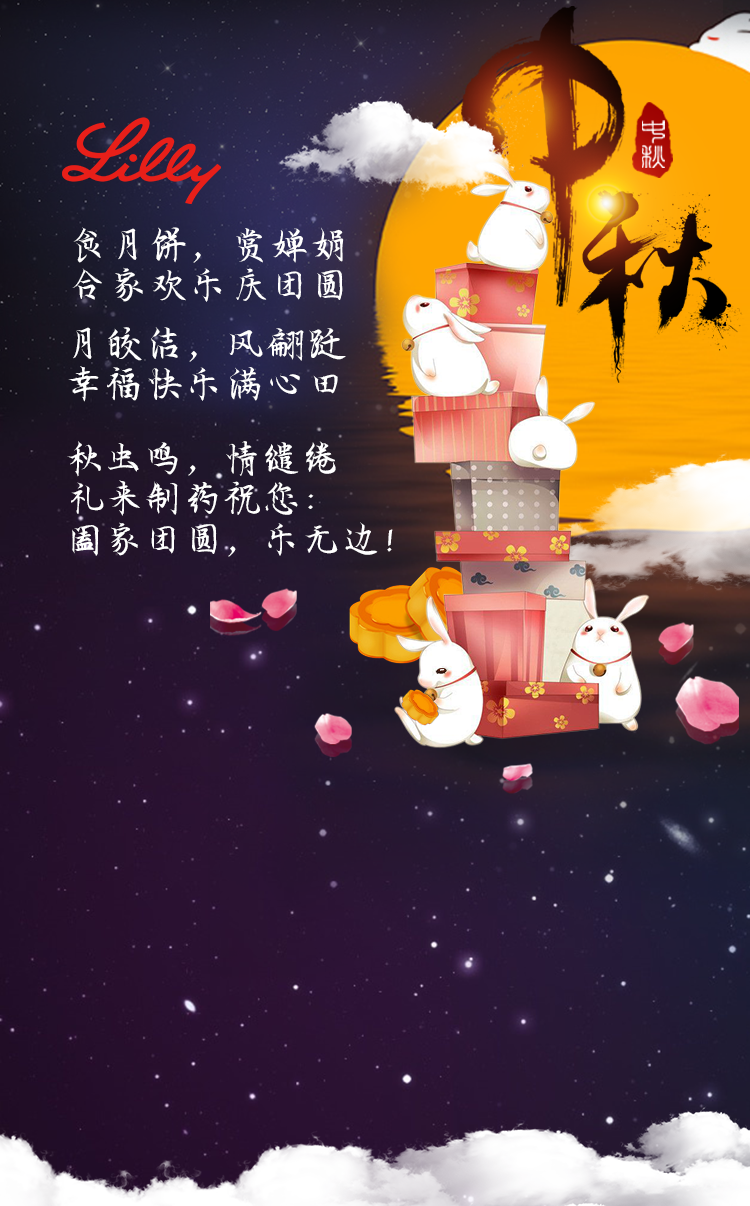 中秋
中秋
Lilly
食月饼，赏婵娟
合家欢乐庆团圆
月皎洁，风翩跹
幸福快乐满心田
秋虫鸣，情缱绻
礼来制药祝您：
阖家团圆，乐无边！